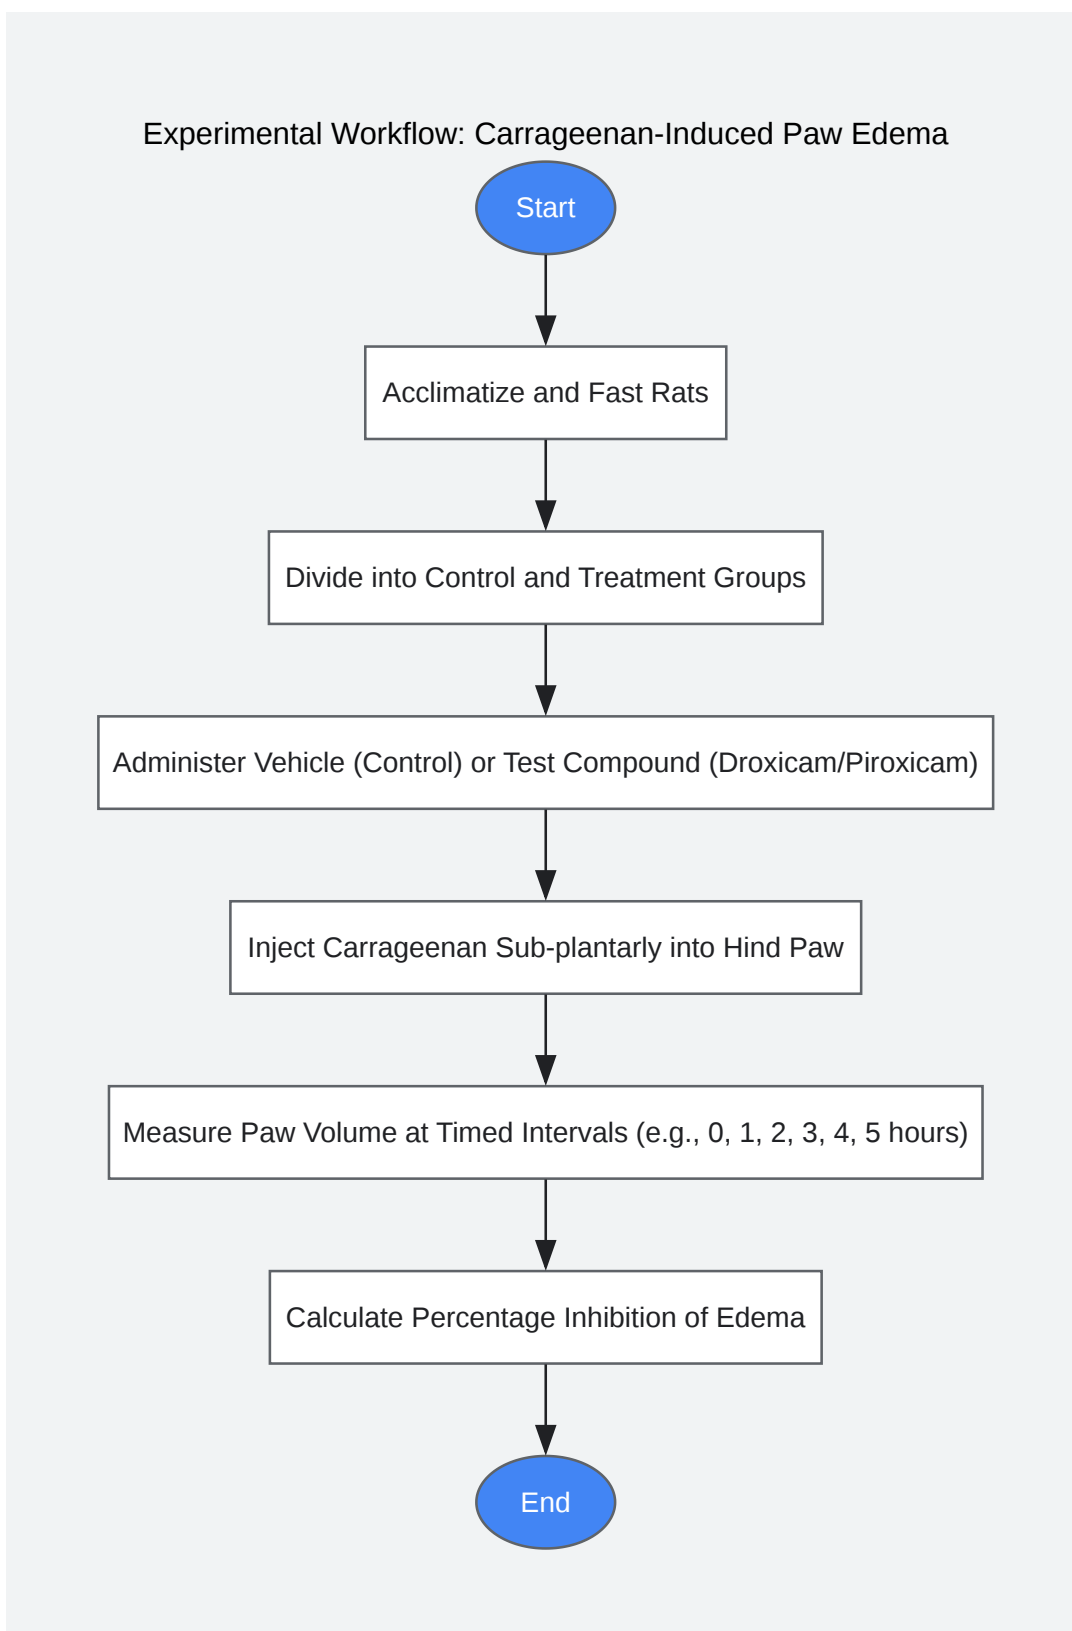 Experimental Workflow: Carrageenan-Induced Paw Edema
Start
Acclimatize and Fast Rats
Divide into Control and Treatment Groups
Administer Vehicle (Control) or Test Compound (Droxicam/Piroxicam)
Inject Carrageenan Sub-plantarly into Hind Paw
Measure Paw Volume at Timed Intervals (e.g., 0, 1, 2, 3, 4, 5 hours)
Calculate Percentage Inhibition of Edema
End